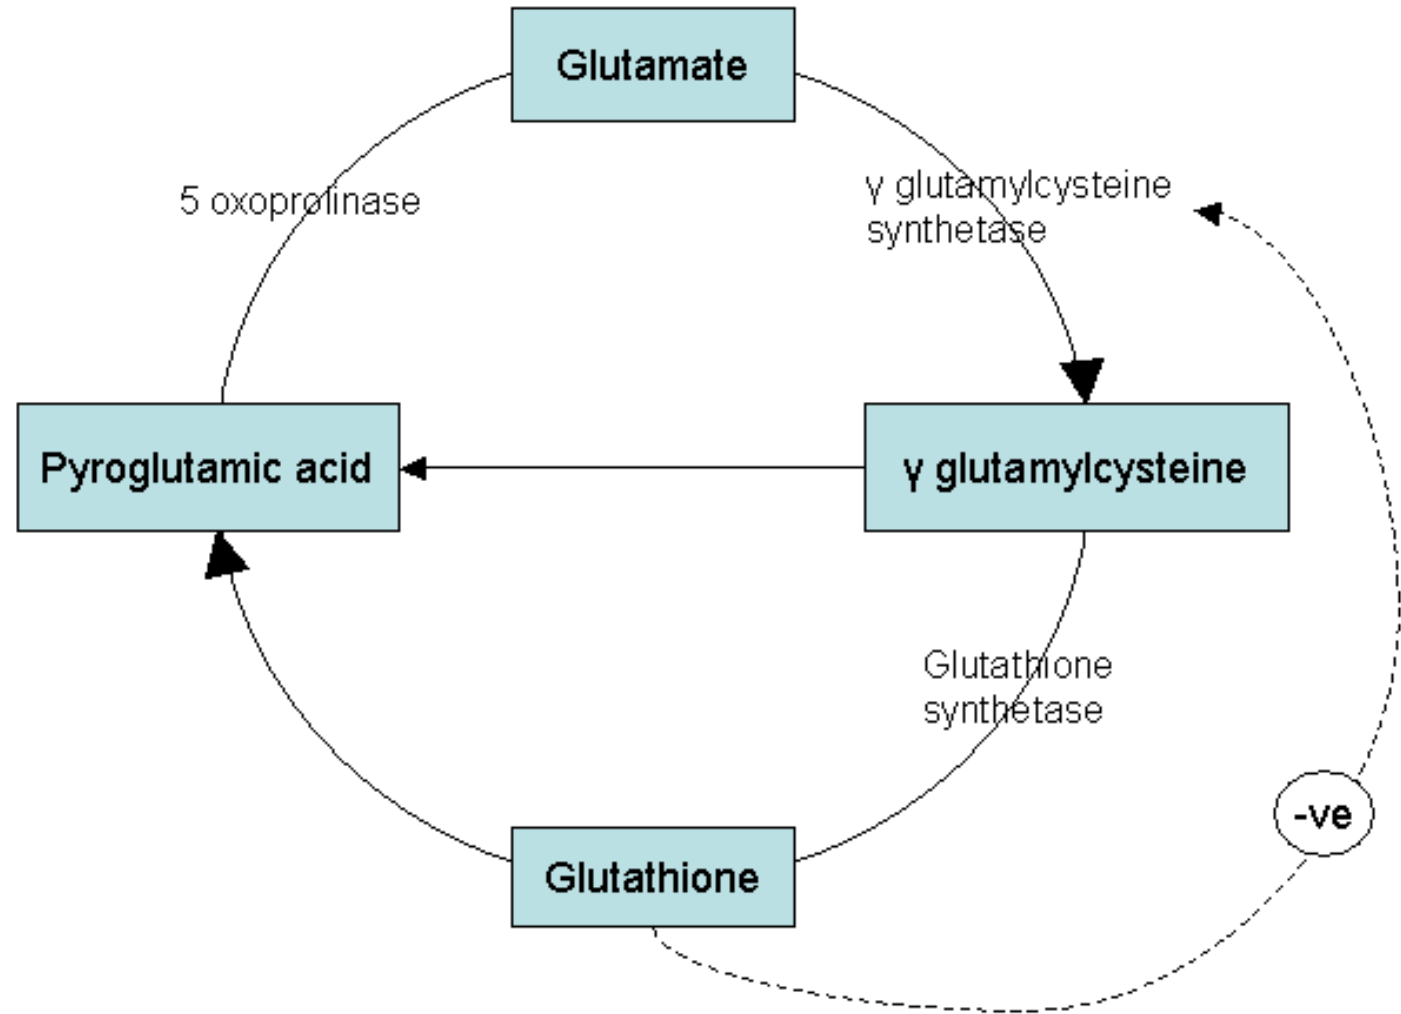 Glutamate
5 oxoprolinase
γ glutamylcysteine
synthetase
Pyroglutamic acid
γ glutamylcysteine
Glutathione
synthetase
-ve
Glutathione